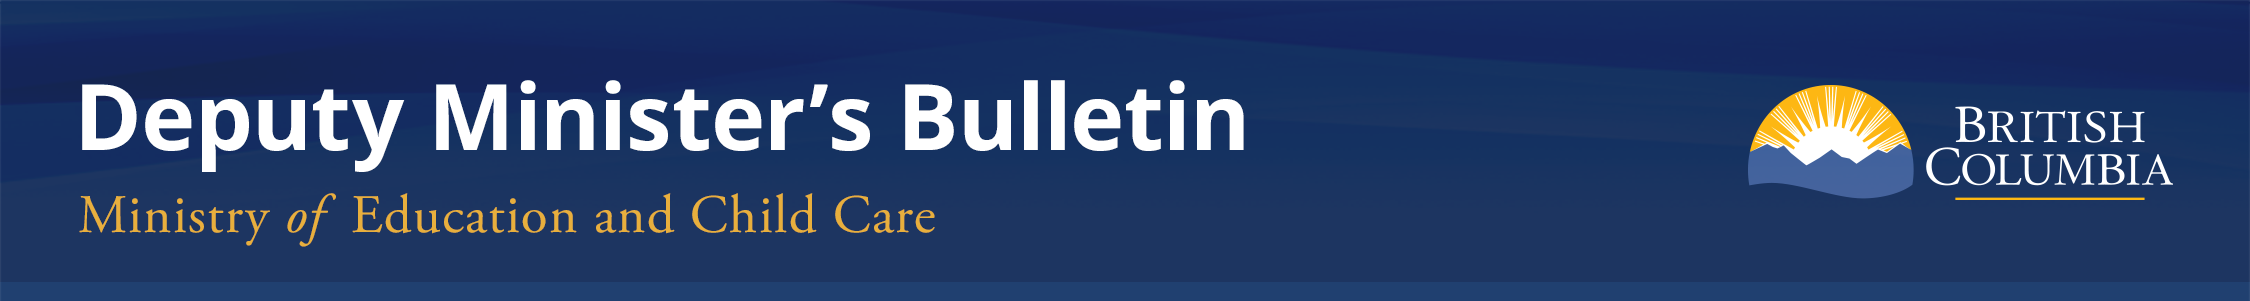 Deputy Minister’s Bulletin
Ministry of Education and Child Care
BRITISH
COLUMBIA